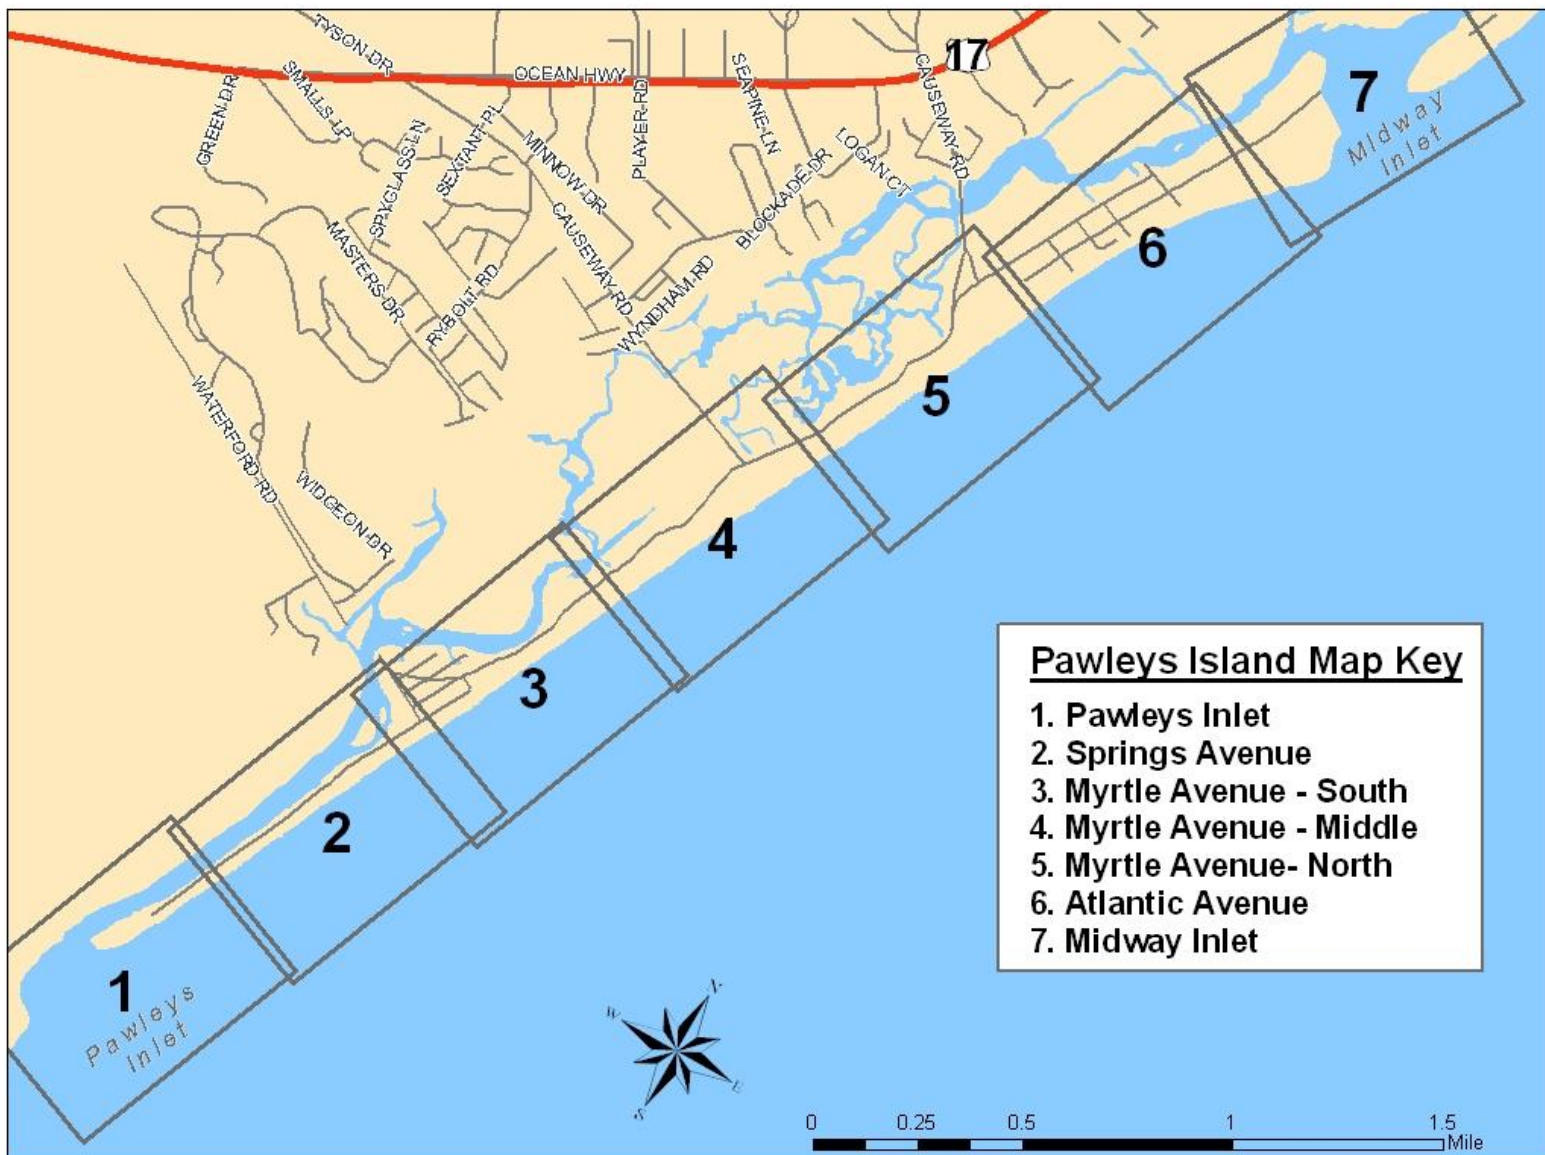 TYSON DR
OCEAN HWY
17
GREEN DR
SMALLS LP
SPYGLASS LN
SEXTANT PL
MINNOW DR
PLAYER RD
SEAPINE LN
CAUSEWAY RD
LOGAN CT
BLOCKADE DR
MASTERS DR
RYBOLT RD
CAUSEWAY RD
WYNDHAM RD
WATERFORD RD
WIDGEON DR
7
Midway
Inlet
6
5
4
3
2
1
Pawleys
Inlet
Pawleys Island Map Key
1. Pawleys Inlet
2. Springs Avenue
3. Myrtle Avenue - South
4. Myrtle Avenue - Middle
5. Myrtle Avenue- North
6. Atlantic Avenue
7. Midway Inlet
N
W
E
S
0 0.25 0.5 1 1.5
Mile